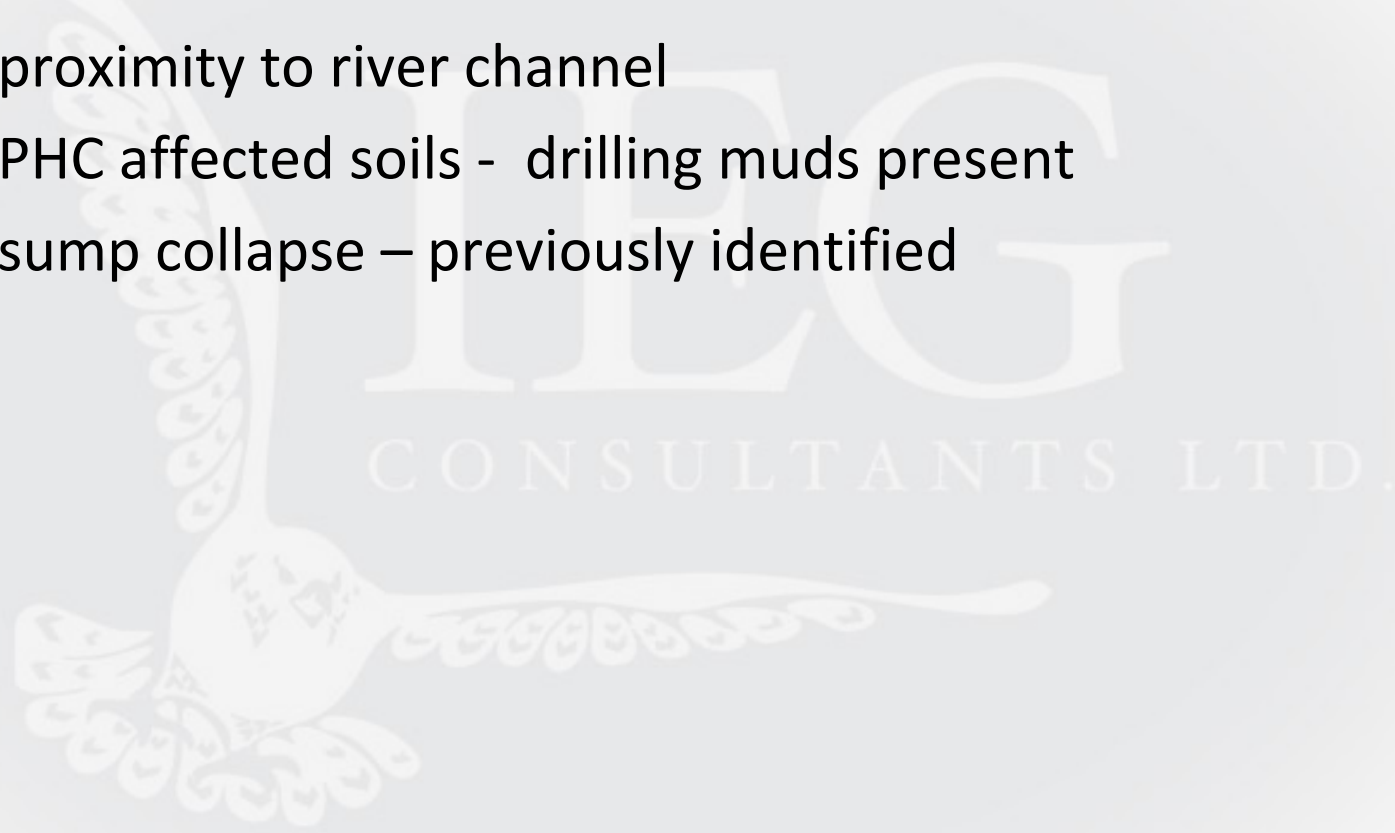 proximity to river channel
PHC affected soils -  drilling muds present
sump collapse – previously identified
IEG
CONSULTANTS LTD.